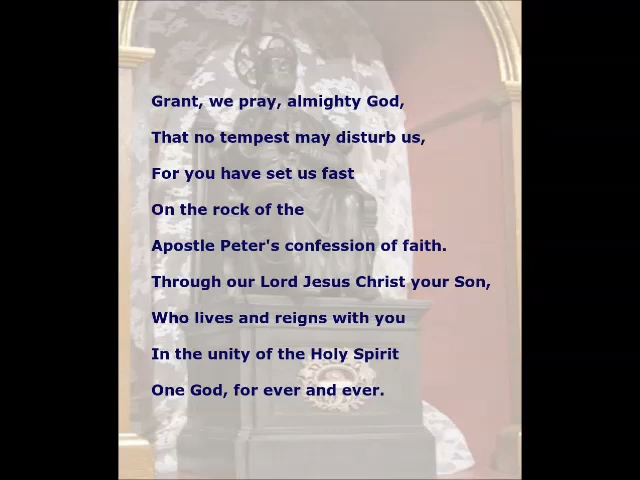 Grant, we pray, almighty God,
That no tempest may disturb us,
For you have set us fast
On the rock of the
Apostle Peter's confession of faith.
Through our Lord Jesus Christ your Son,
Who lives and reigns with you
In the unity of the Holy Spirit
One God, for ever and ever.